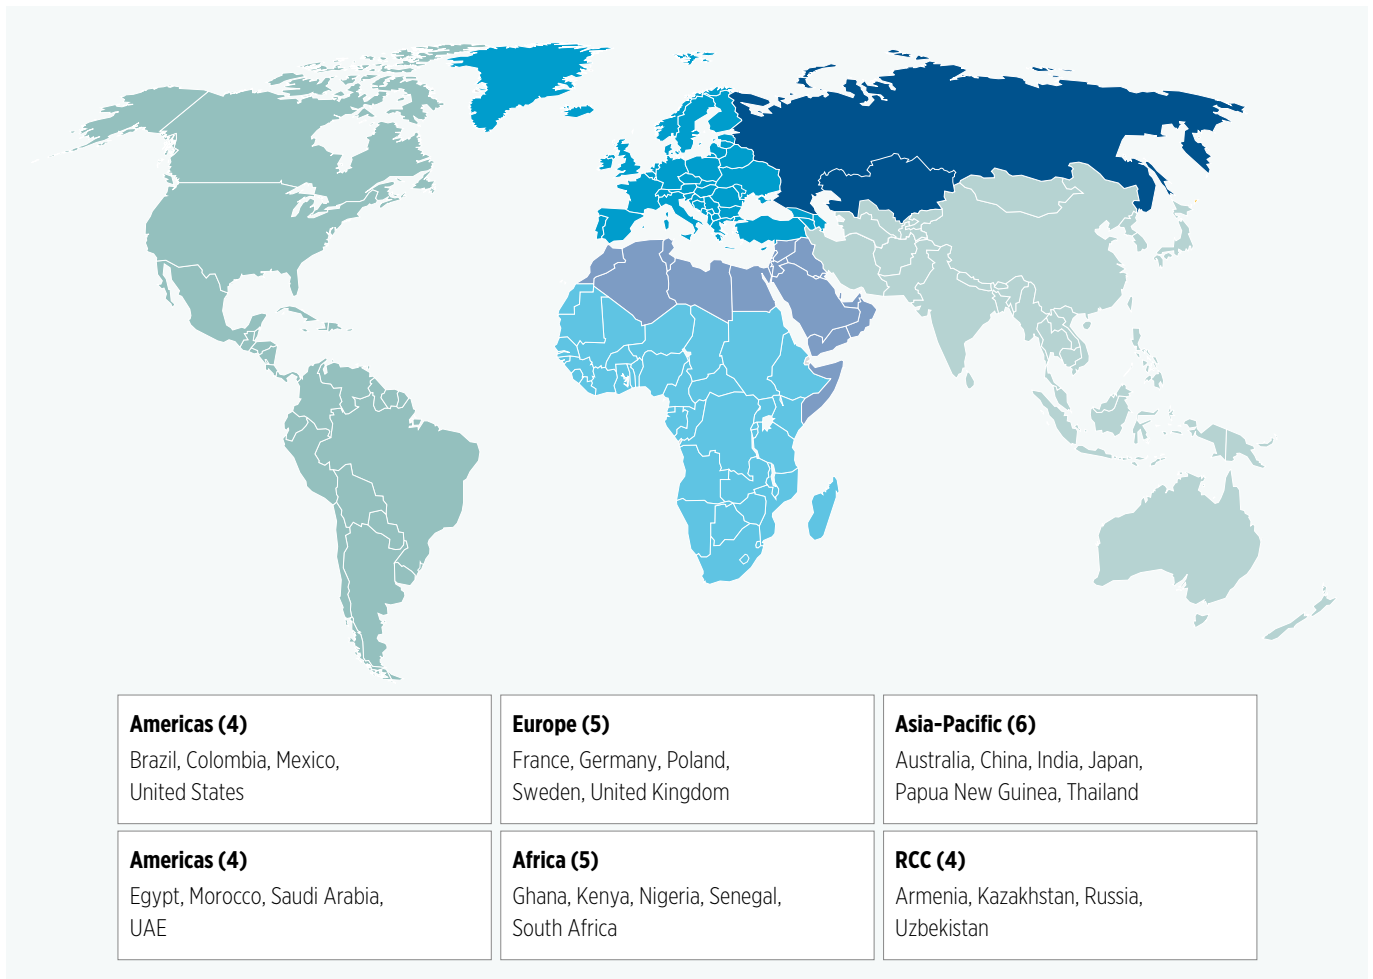 Americas (4)
Brazil, Colombia, Mexico,
United States
Europe (5)
France, Germany, Poland,
Sweden, United Kingdom
Asia-Pacific (6)
Australia, China, India, Japan,
Papua New Guinea, Thailand
Americas (4)
Egypt, Morocco, Saudi Arabia,
UAE
Africa (5)
Ghana, Kenya, Nigeria, Senegal,
South Africa
RCC (4)
Armenia, Kazakhstan, Russia,
Uzbekistan